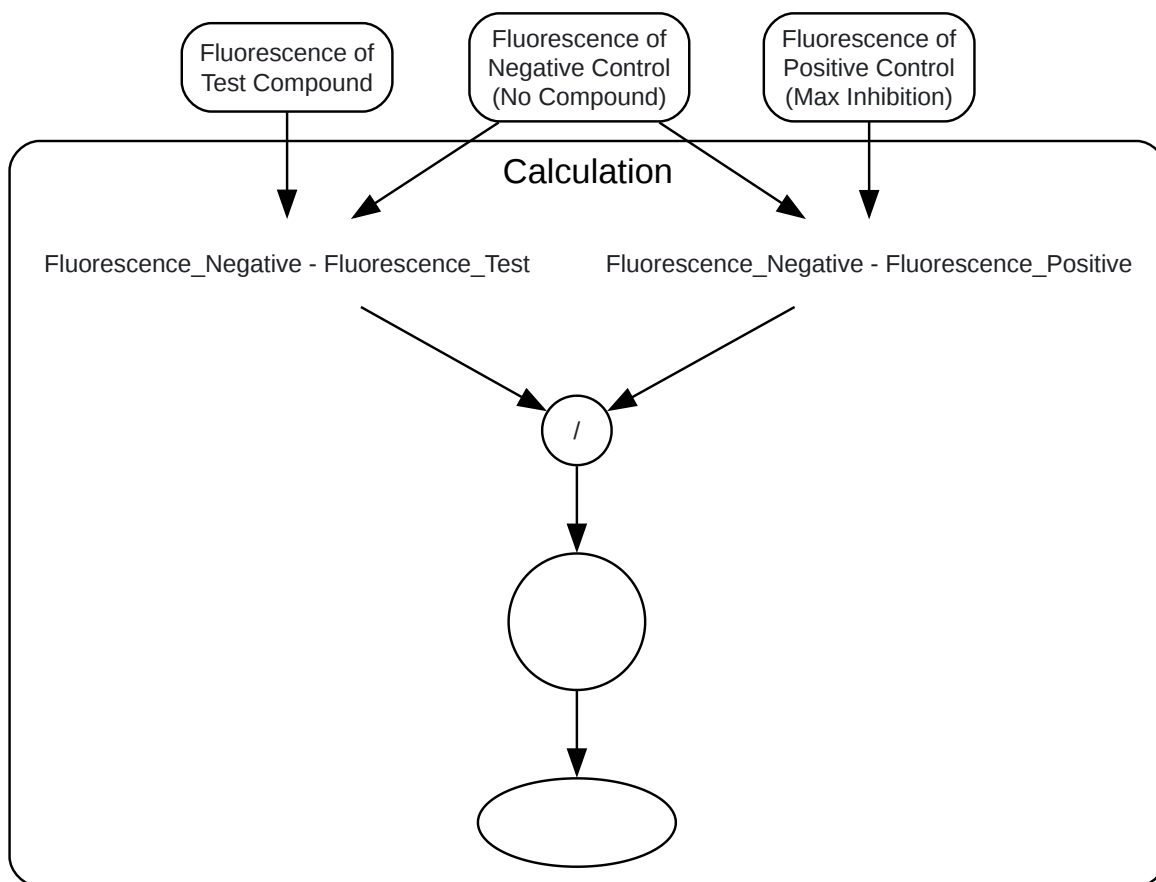 Fluorescence of
Test Compound
Fluorescence of
Negative Control
(No Compound)
Fluorescence of
Positive Control
(Max Inhibition)
Calculation
Fluorescence_Negative - Fluorescence_Test
Fluorescence_Negative - Fluorescence_Positive
/